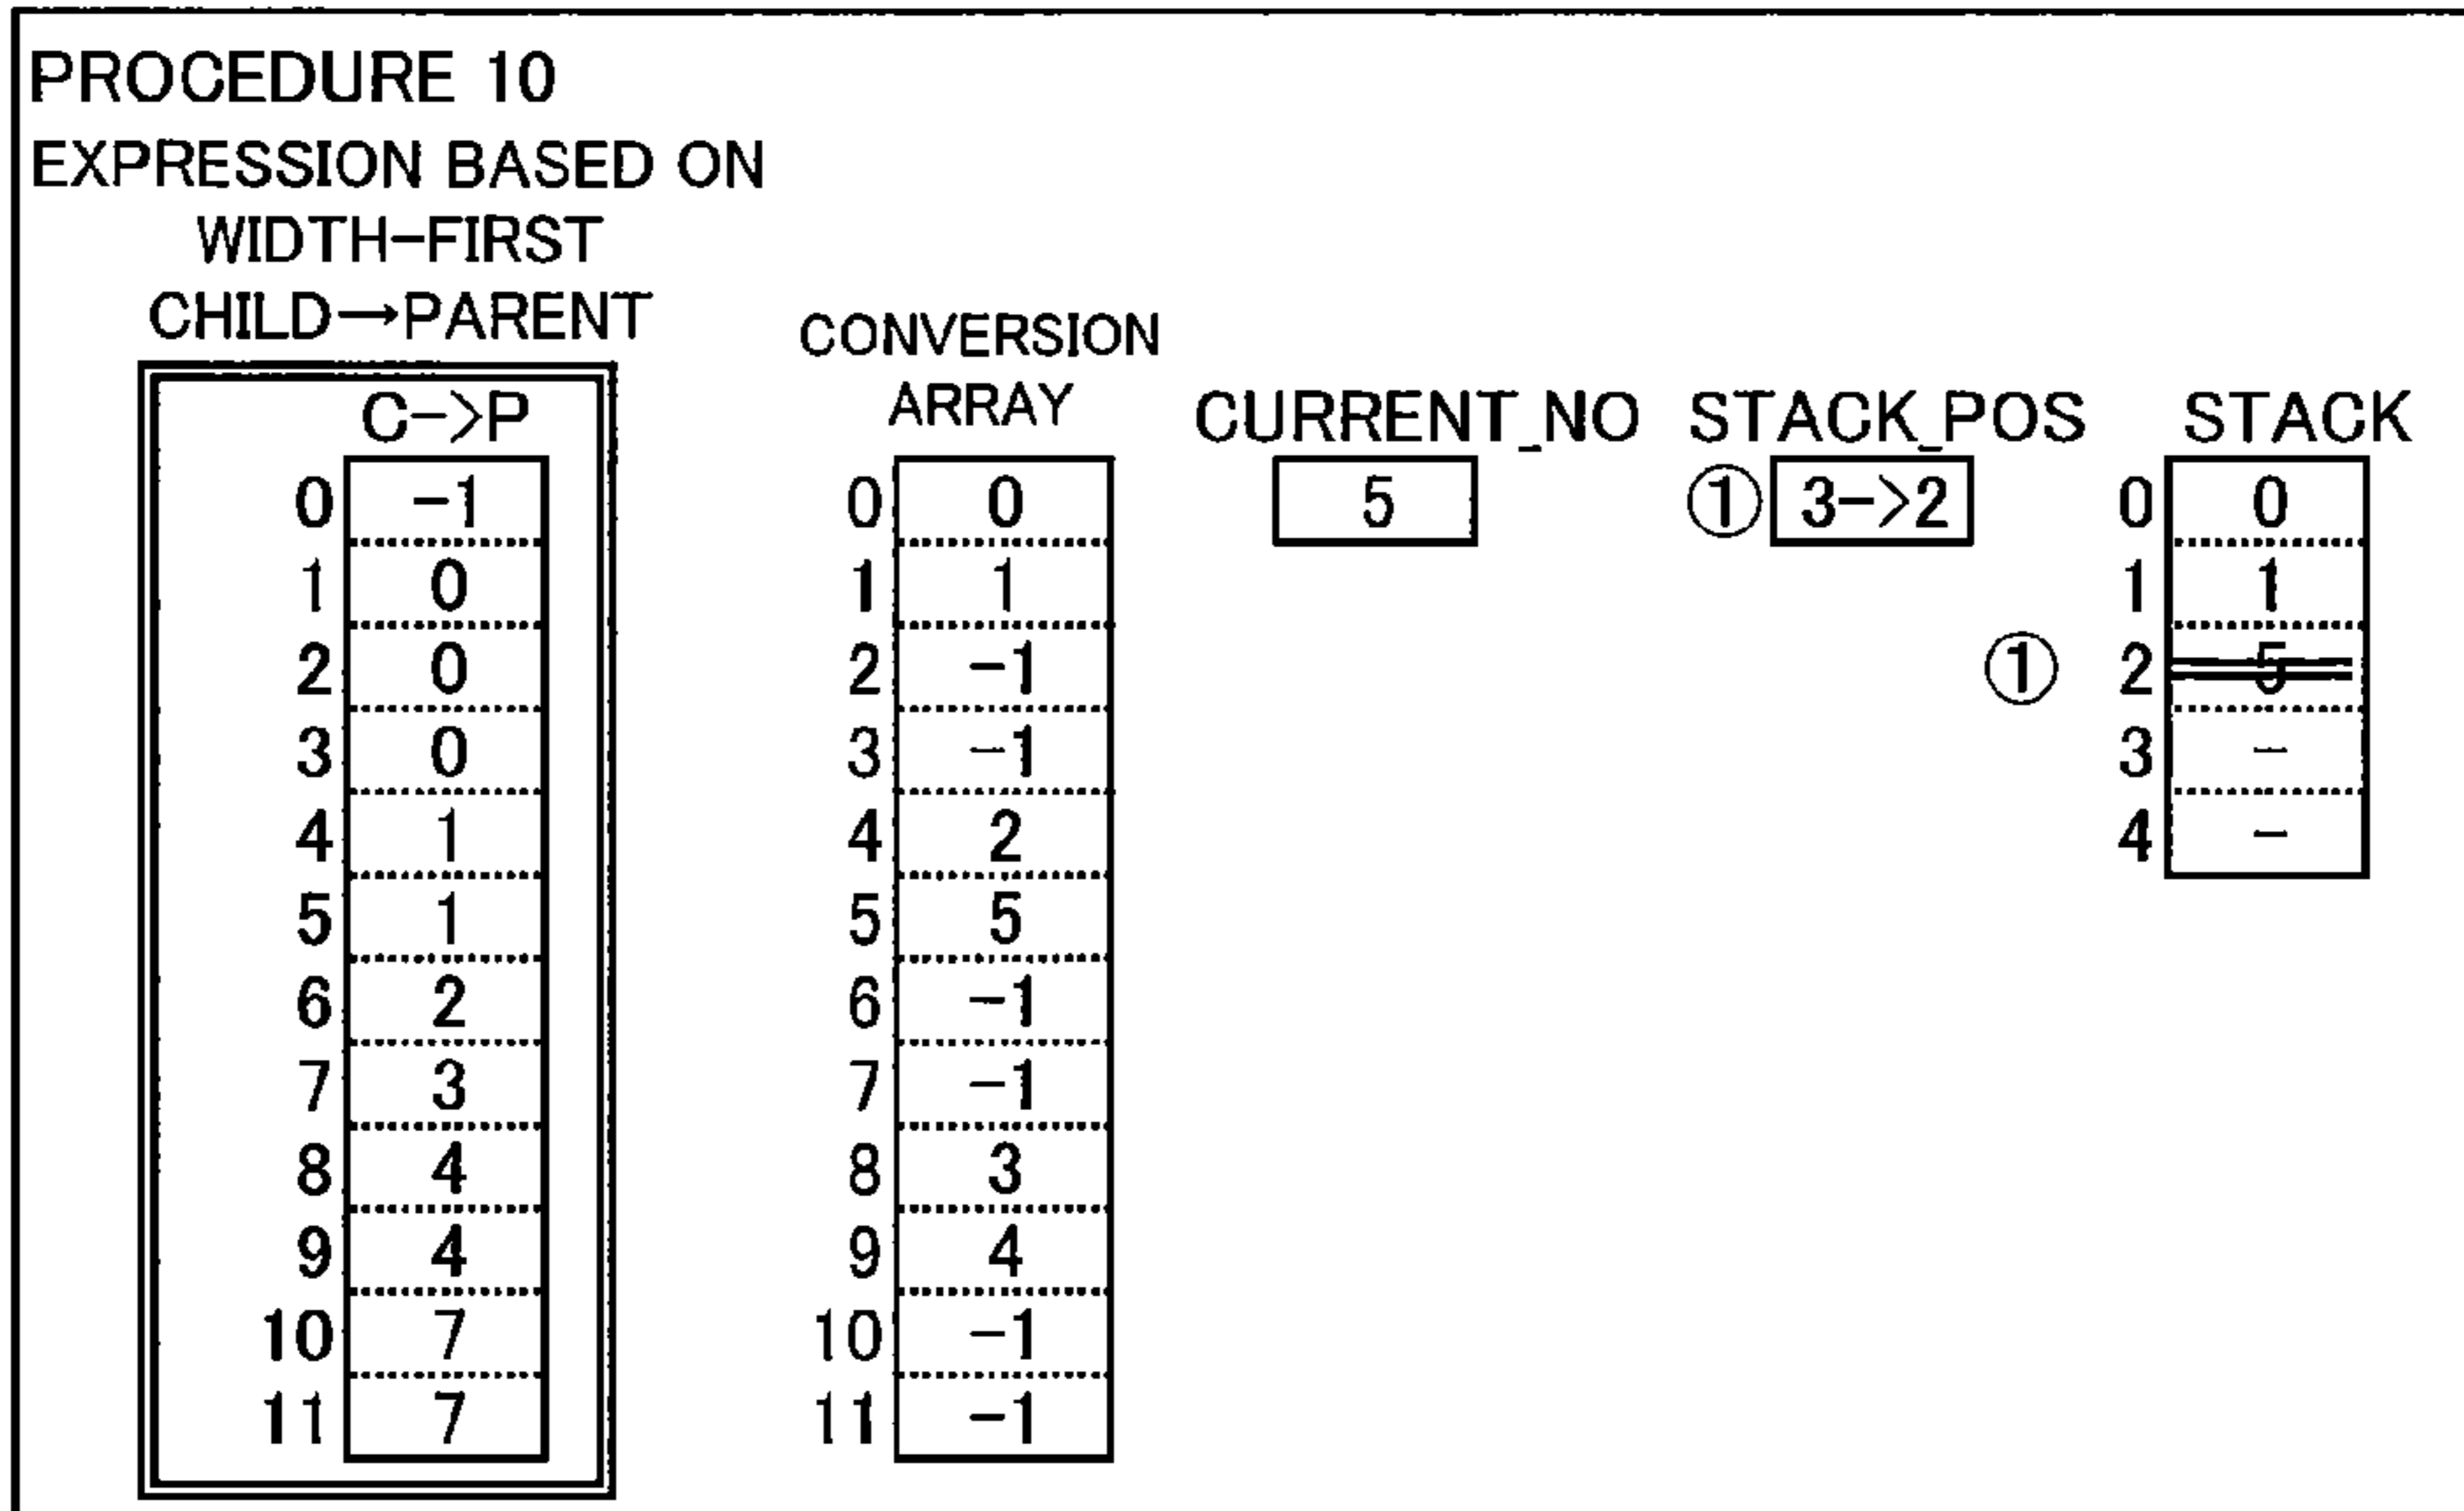 PROCEDURE 10
EXPRESSION BASED ON
WIDTH-FIRST
CHILD→PARENT
CONVERSION
ARRAY
C->P CURRENT_NO STACK_POS STACK
0 -1 0 0 5 ① 3->2 0 0
1 0 1 1 1 1
2 0 2 -1 ① 2 5
3 0 3 -1 3 -
4 1 4 2 4 -
5 1 5 5
6 2 6 -1
7 3 7 -1
8 4 8 3
9 4 9 4
10 7 10 -1
11 7 11 -1